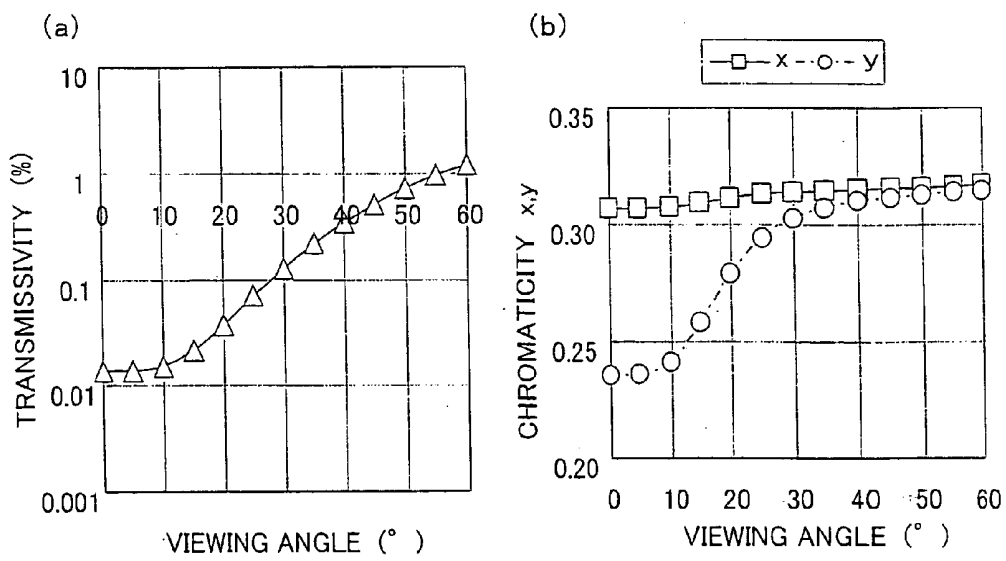 (a)
10
1
0.1
0.01
0.001
0 10 20 30 40 50 60
TRANSMISSIVITY (%)
VIEWING ANGLE (°)
(b)
x y
0.35
0.30
0.25
0.20
0 10 20 30 40 50 60
CHROMATICITY x,y
VIEWING ANGLE (°)